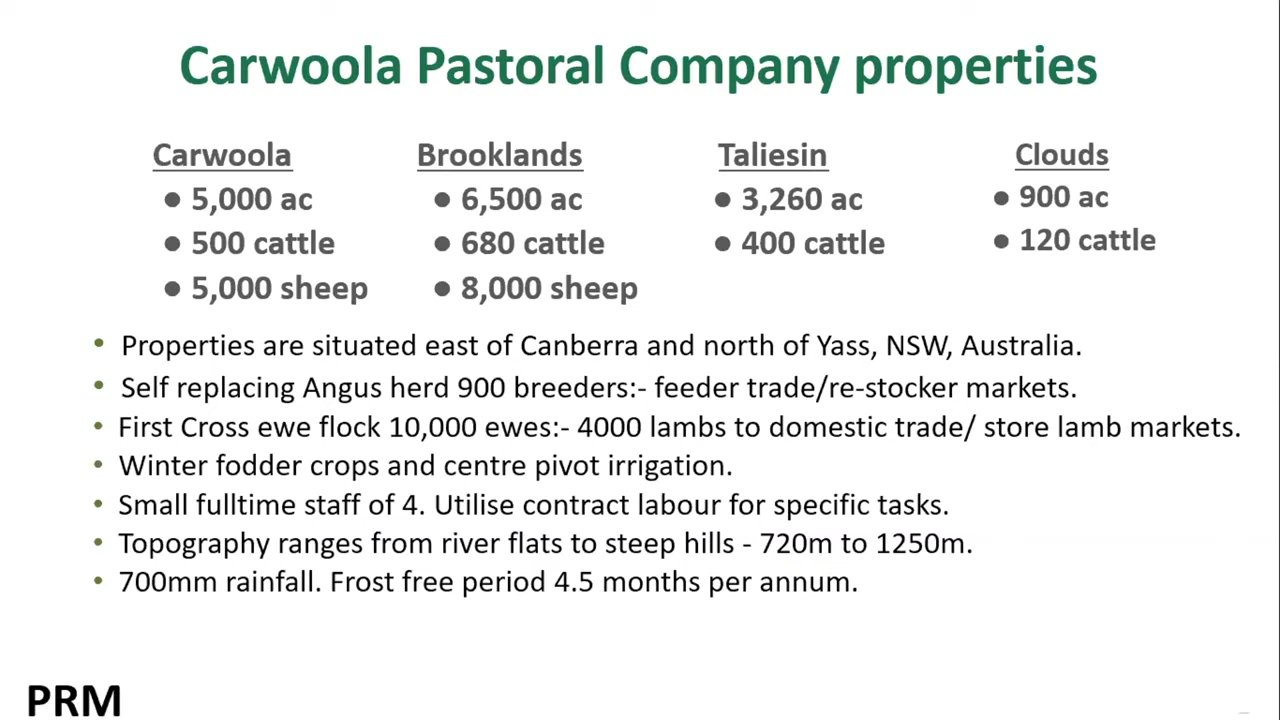 Carwoola Pastoral Company properties
Carwoola
● 5,000 ac
● 500 cattle
● 5,000 sheep
Brooklands
● 6,500 ac
● 680 cattle
● 8,000 sheep
Taliesin
● 3,260 ac
● 400 cattle
Clouds
● 900 ac
● 120 cattle
• Properties are situated east of Canberra and north of Yass, NSW, Australia.
• Self replacing Angus herd 900 breeders:- feeder trade/re-stocker markets.
• First Cross ewe flock 10,000 ewes:- 4000 lambs to domestic trade/ store lamb markets.
• Winter fodder crops and centre pivot irrigation.
• Small fulltime staff of 4. Utilise contract labour for specific tasks.
• Topography ranges from river flats to steep hills - 720m to 1250m.
• 700mm rainfall. Frost free period 4.5 months per annum.
PRM